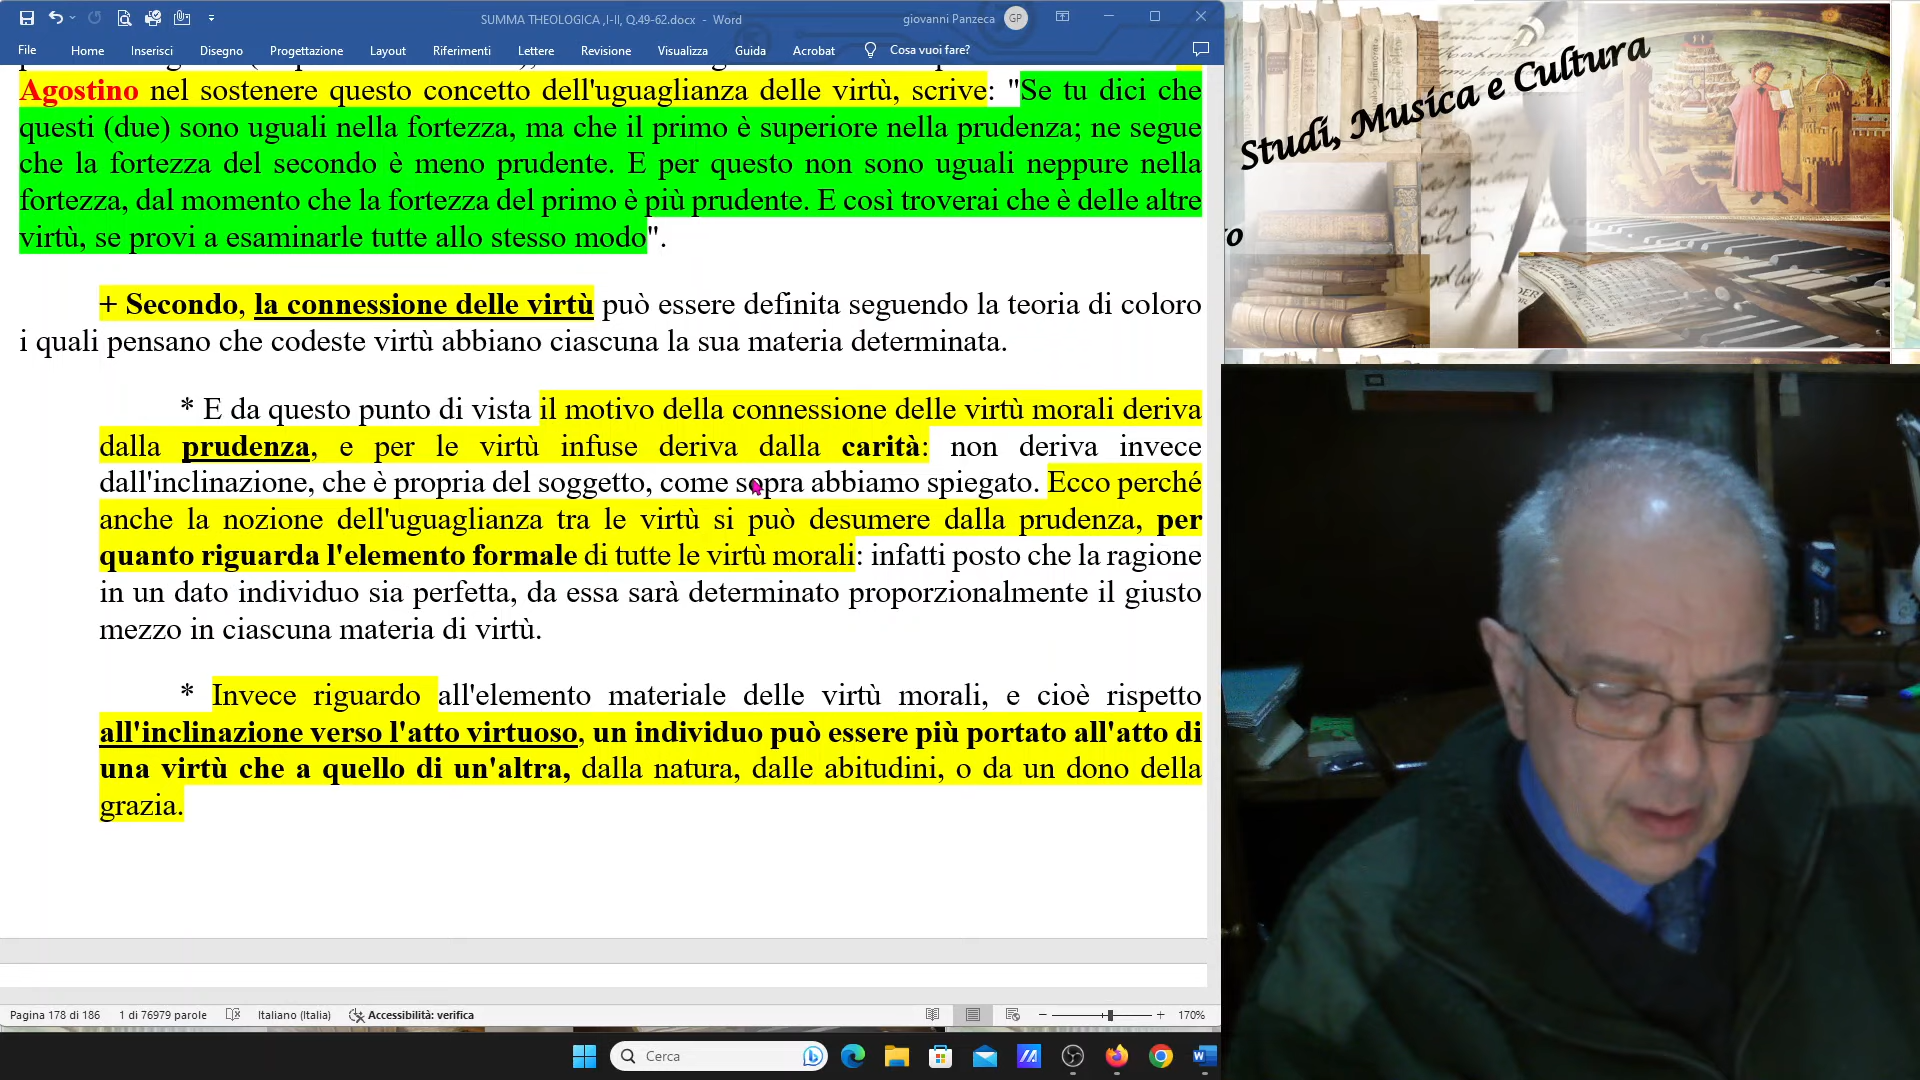 SUMMA THEOLOGICA ,I-II, Q.49-62.docx - Word
giovanni Panzeca GP
File Home Inserisci Disegno Progettazione Layout Riferimenti Lettere Revisione Visualizza Guida Acrobat Cosa vuoi fare?
Agostino nel sostenere questo concetto dell'uguaglianza delle virtù, scrive: "Se tu dici che
questi (due) sono uguali nella fortezza, ma che il primo è superiore nella prudenza; ne segue
che la fortezza del secondo è meno prudente. E per questo non sono uguali neppure nella
fortezza, dal momento che la fortezza del primo è più prudente. E così troverai che è delle altre
virtù, se provi a esaminarle tutte allo stesso modo".
+ Secondo, la connessione delle virtù può essere definita seguendo la teoria di coloro
i quali pensano che codeste virtù abbiano ciascuna la sua materia determinata.
* E da questo punto di vista il motivo della connessione delle virtù morali deriva
dalla prudenza, e per le virtù infuse deriva dalla carità: non deriva invece
dall'inclinazione, che è propria del soggetto, come sopra abbiamo spiegato. Ecco perché
anche la nozione dell'uguaglianza tra le virtù si può desumere dalla prudenza, per
quanto riguarda l'elemento formale di tutte le virtù morali: infatti posto che la ragione
in un dato individuo sia perfetta, da essa sarà determinato proporzionalmente il giusto
mezzo in ciascuna materia di virtù.
* Invece riguardo all'elemento materiale delle virtù morali, e cioè rispetto
all'inclinazione verso l'atto virtuoso, un individuo può essere più portato all'atto di
una virtù che a quello di un'altra, dalla natura, dalle abitudini, o da un dono della
grazia.
Pagina 178 di 186 1 di 76979 parole Italiano (Italia) Accessibilità: verifica 170%
Cerca
Studi, Musica e Cultura